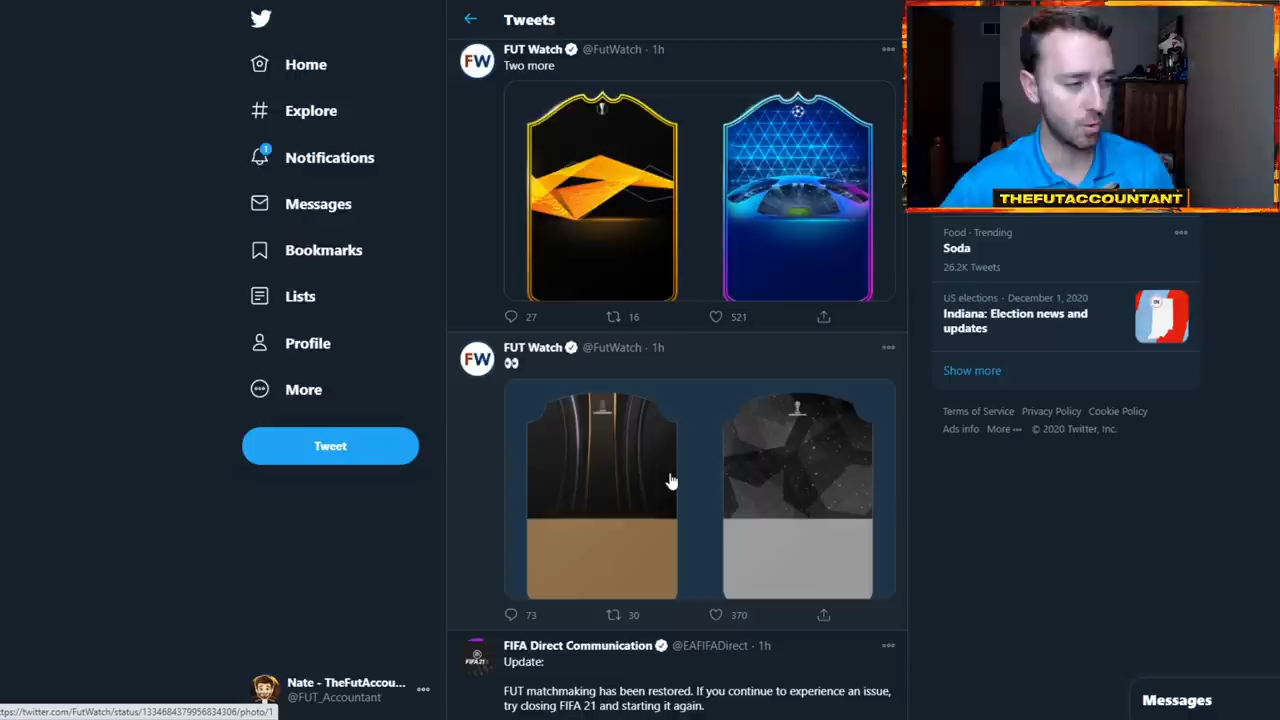 Tweets
Home
Explore
1
Notifications
Messages
Bookmarks
Lists
Profile
More
Tweet
Nate - TheFutAccou...
@FUT_Accountant
FW
FUT Watch @FutWatch · 1h
Two more
27
16
521
FW
FUT Watch @FutWatch · 1h
73
30
370
FIFA Direct Communication @EAFIFADirect · 1h
Update:
FUT matchmaking has been restored. If you continue to experience an issue,
try closing FIFA 21 and starting it again.
THEFUTACCOUNTANT
Food · Trending
Soda
26.2K Tweets
US elections · December 1, 2020
Indiana: Election news and
updates
IN
Show more
Terms of Service Privacy Policy Cookie Policy
Ads info More ··· © 2020 Twitter, Inc.
Messages
ttps://twitter.com/FutWatch/status/1334684379956834306/photo/1